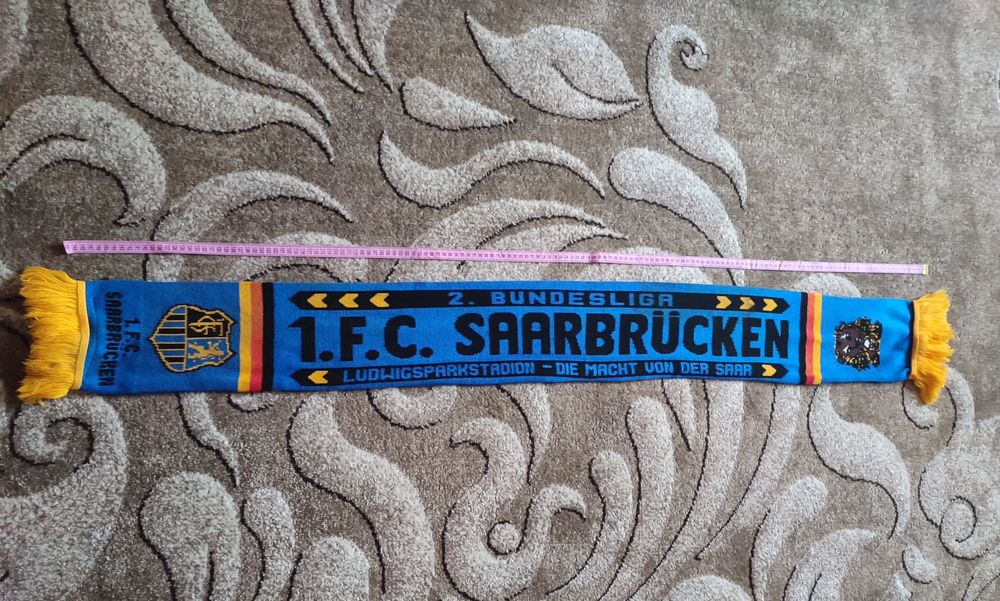 1.F.C.
SAARBRÜCKEN
2. BUNDESLIGA
1.F.C. SAARBRÜCKEN
LUDWIGSPARKSTADION - DIE MACHT VON DER SAAR